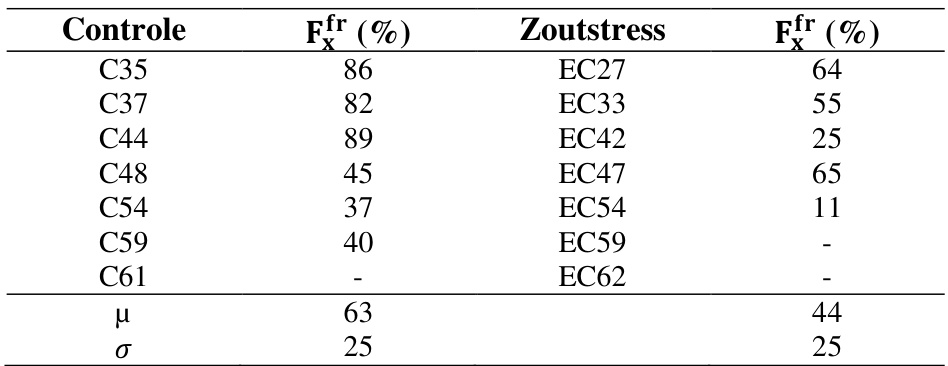 Controle F_x^fr (%) Zoutstress F_x^fr (%)
C35 86 EC27 64
C37 82 EC33 55
C44 89 EC42 25
C48 45 EC47 65
C54 37 EC54 11
C59 40 EC59 -
C61 - EC62 -
μ 63 44
σ 25 25